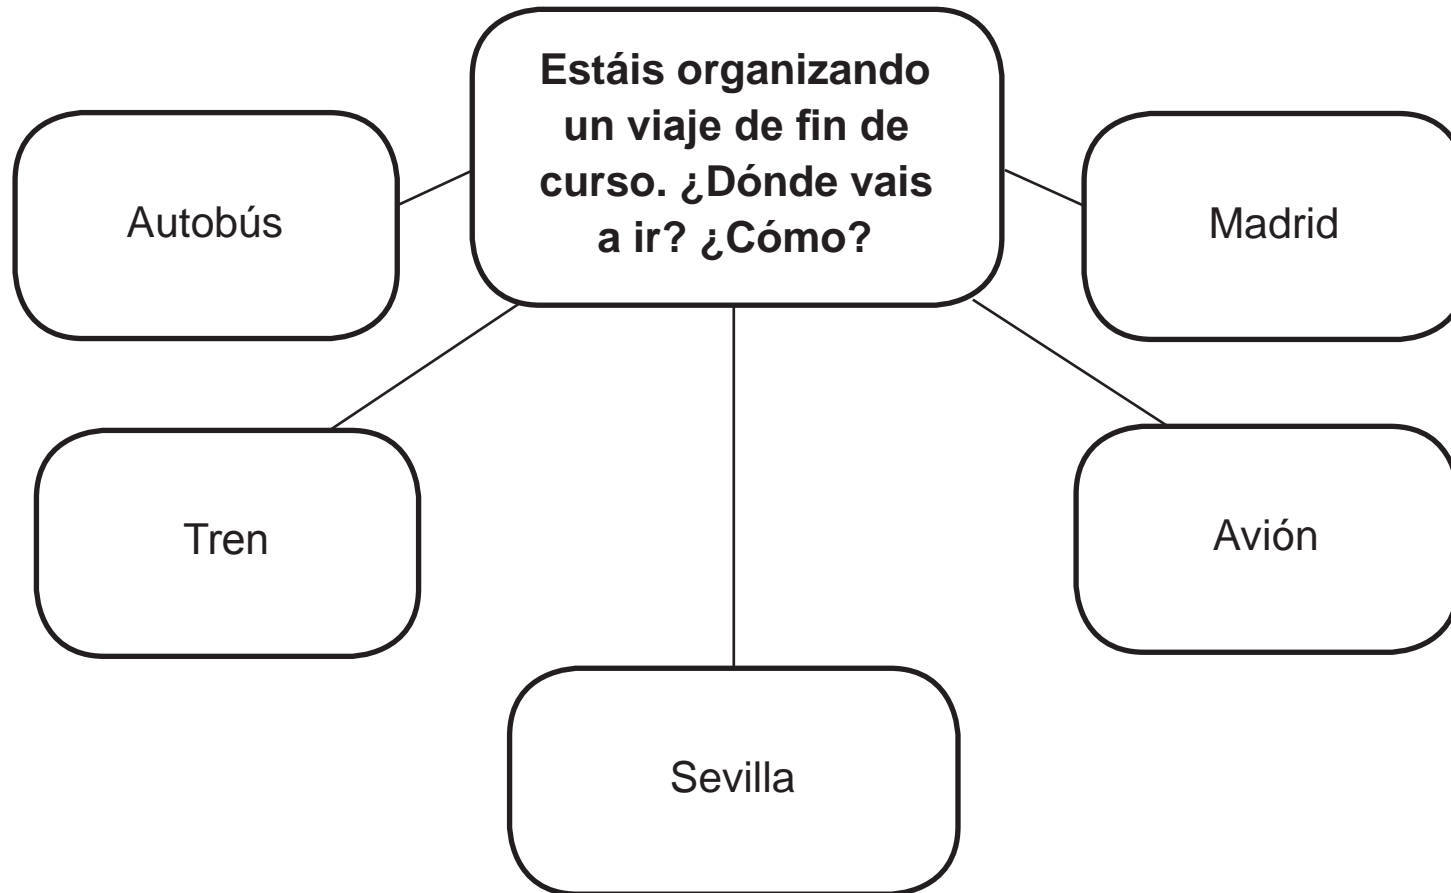 Estáis organizando
un viaje de fin de
curso. ¿Dónde vais
a ir? ¿Cómo?
Autobús
Madrid
Tren
Avión
Sevilla